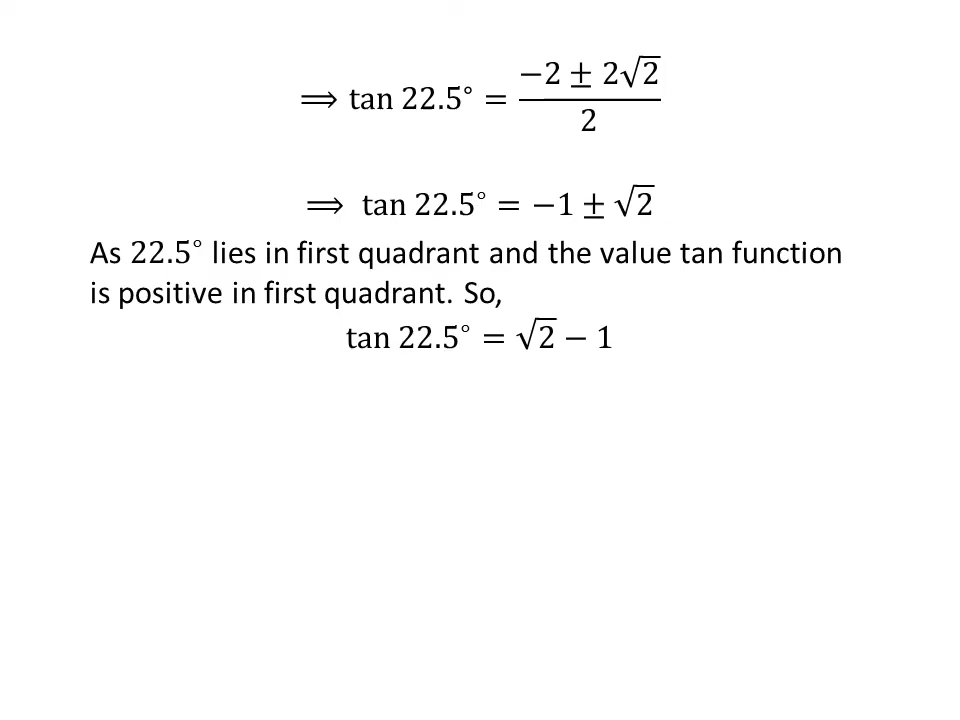 ⟹ tan 22.5° = (−2 ± 2√2)/2
⟹ tan 22.5° = −1 ± √2
As 22.5° lies in first quadrant and the value tan function
is positive in first quadrant. So,
tan 22.5° = √2 − 1